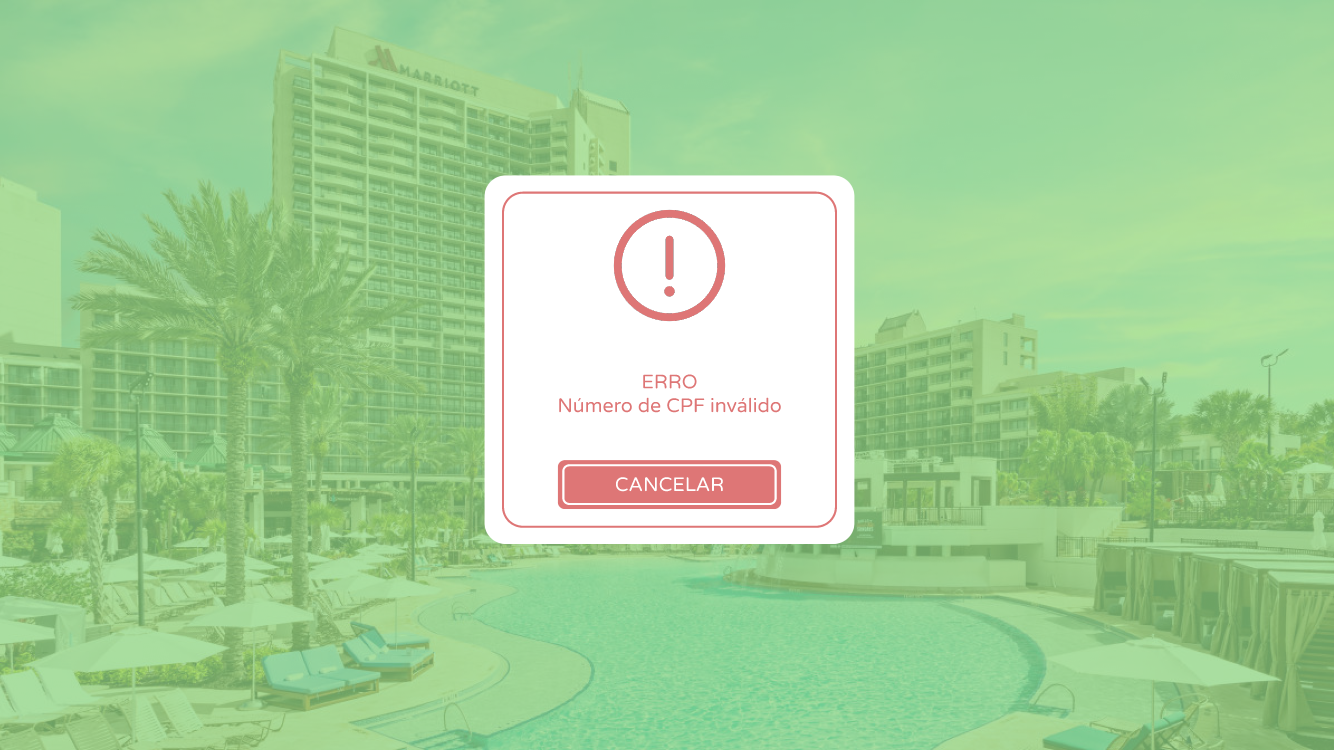 MARRIOTT
ERRO
Número de CPF inválido
CANCELAR